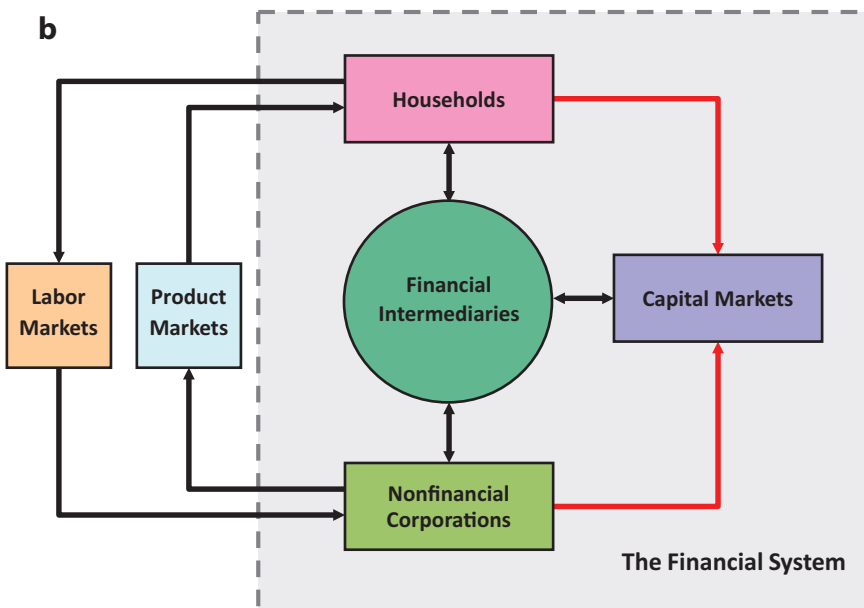 b
Households
Labor
Markets
Product
Markets
Financial
Intermediaries
Capital Markets
Nonfinancial
Corporations
The Financial System